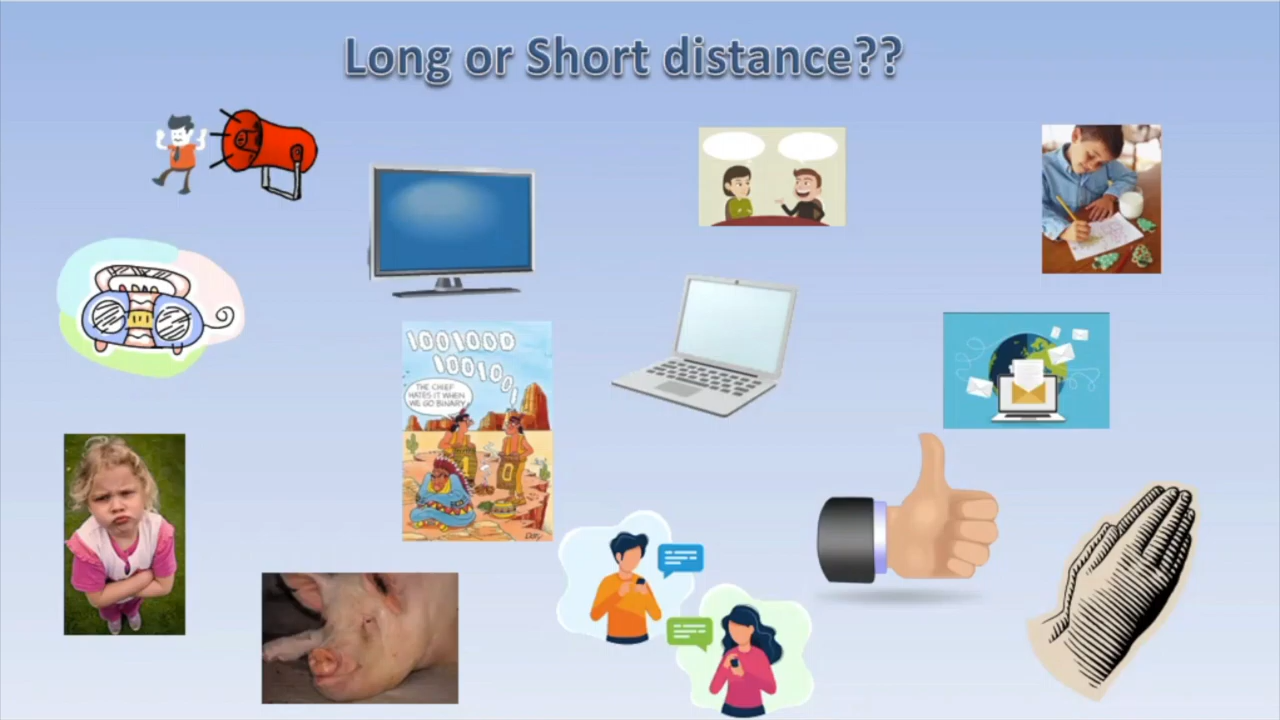 Long or Short distance??
1001000
100100
THE CHIEF
HATES IT WHEN
WE GO BINARY